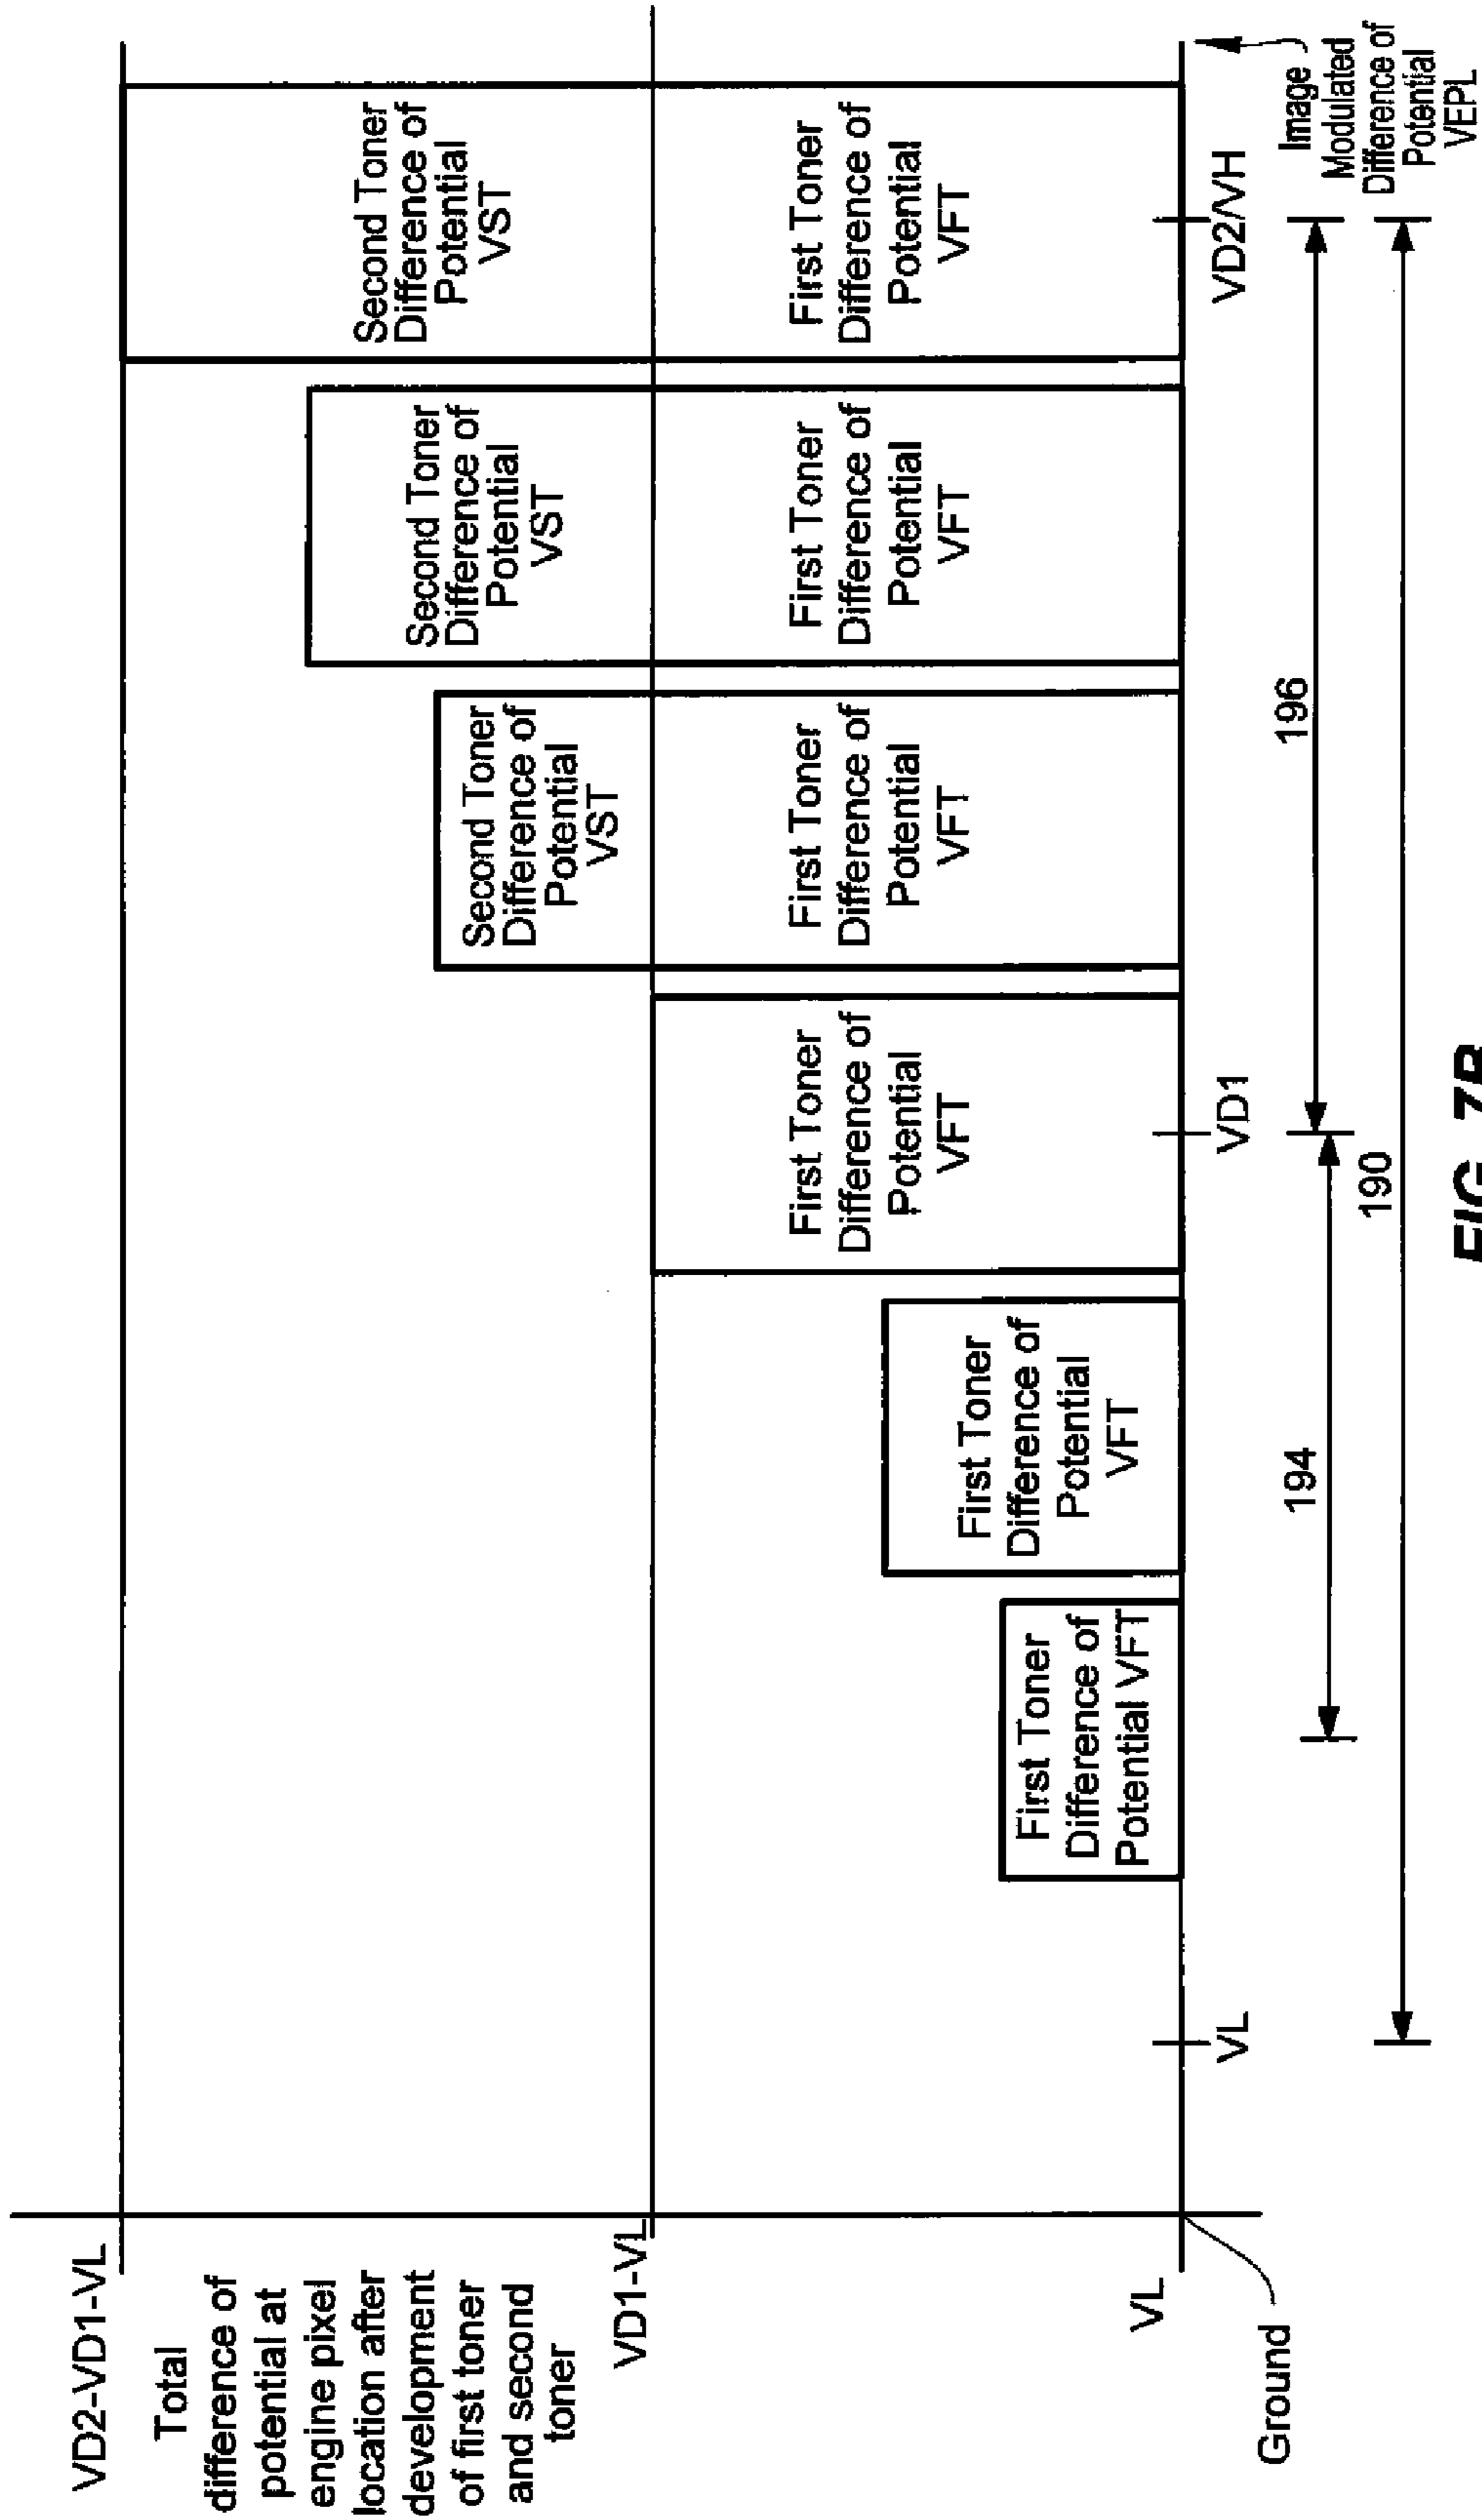 VD2-VD1-VL
Total
difference of
potential at
engine pixel
location after
development
of first toner
and second
toner
VD1-VL
VL
Ground
VL
First Toner
Difference of
Potential VFT
First Toner
Difference of
Potential
VFT
First Toner
Difference of
Potential
VFT
Second Toner
Difference of
Potential
VST
First Toner
Difference of
Potential
VFT
Second Toner
Difference of
Potential
VST
First Toner
Difference of
Potential
VFT
Second Toner
Difference of
Potential
VST
First Toner
Difference of
Potential
VFT
VD1
VD2/VH
Image
Modulated
Difference of
Potential
VEPL
194
196
190
FIG. 7B